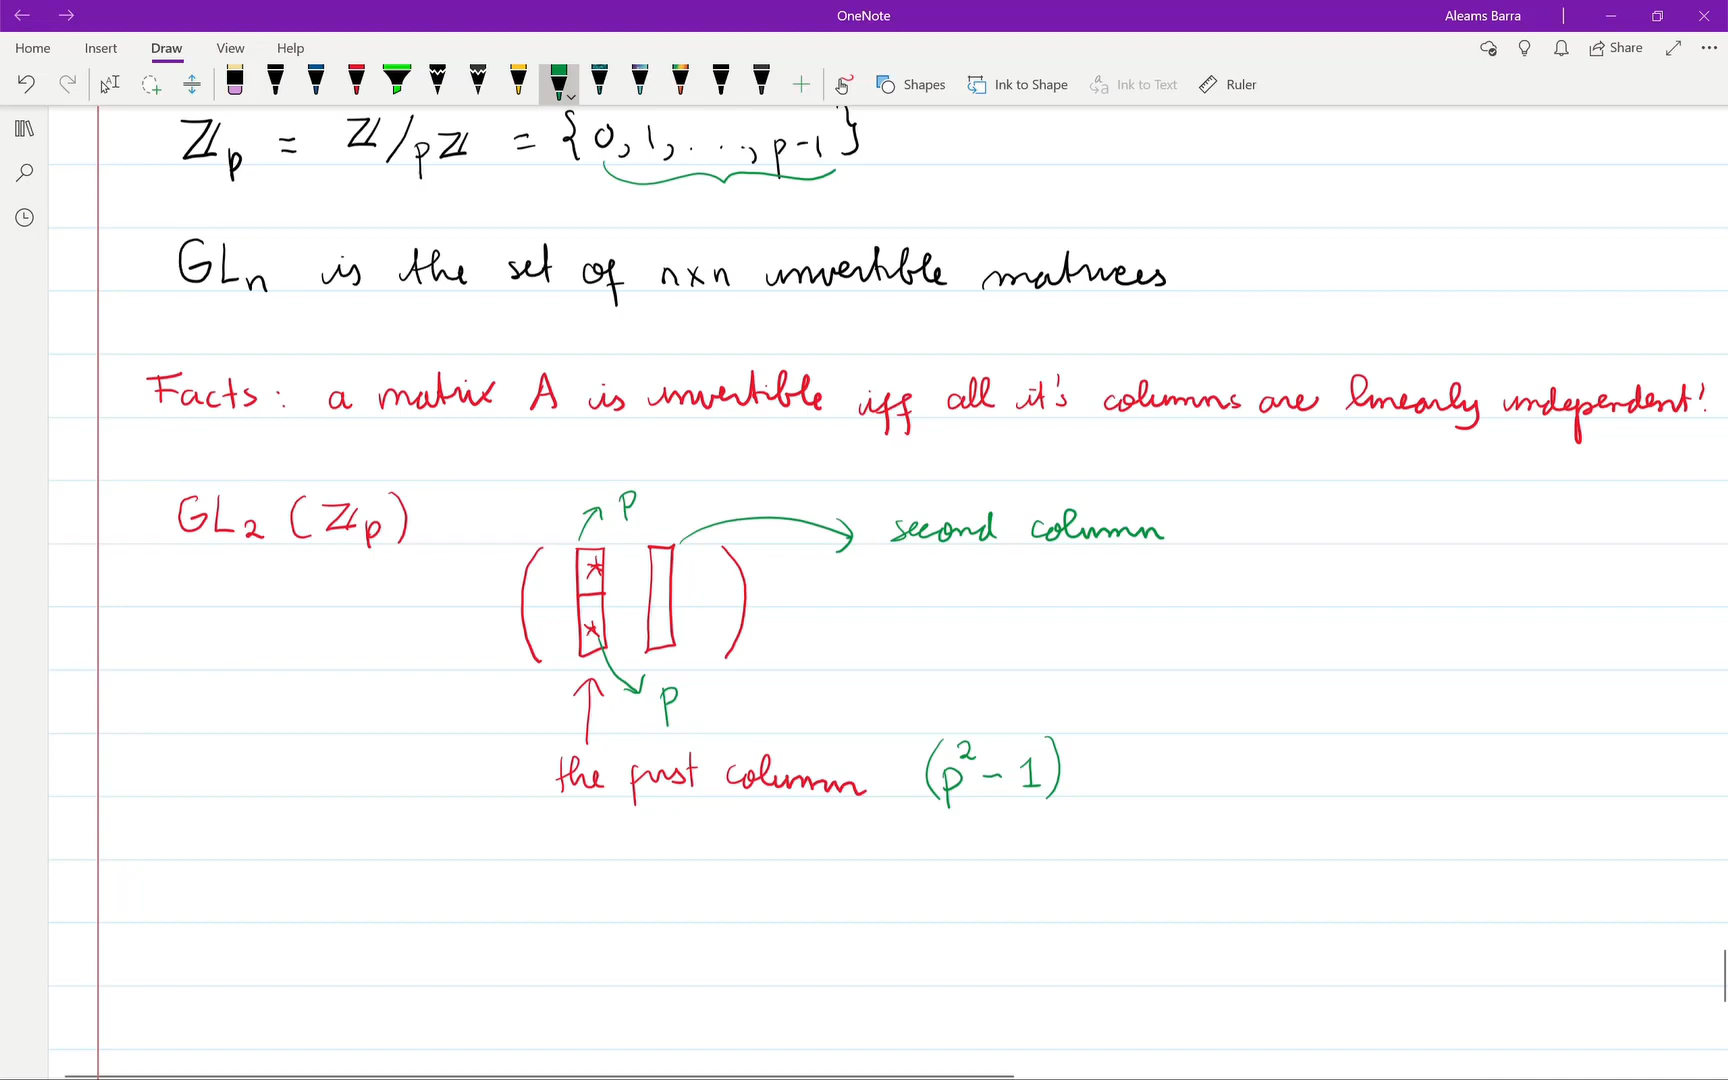 OneNote
Aleams Barra
Home Insert Draw View Help
Share
Shapes Ink to Shape Ink to Text Ruler
ℤp = ℤ/pℤ = {0, 1, ..., p-1}
GLn is the set of n×n invertible matrices
Facts: a matrix A is invertible iff all it's columns are linearly independent!
GL2 (ℤp)
p
second column
*
*
p
the first column (p² - 1)